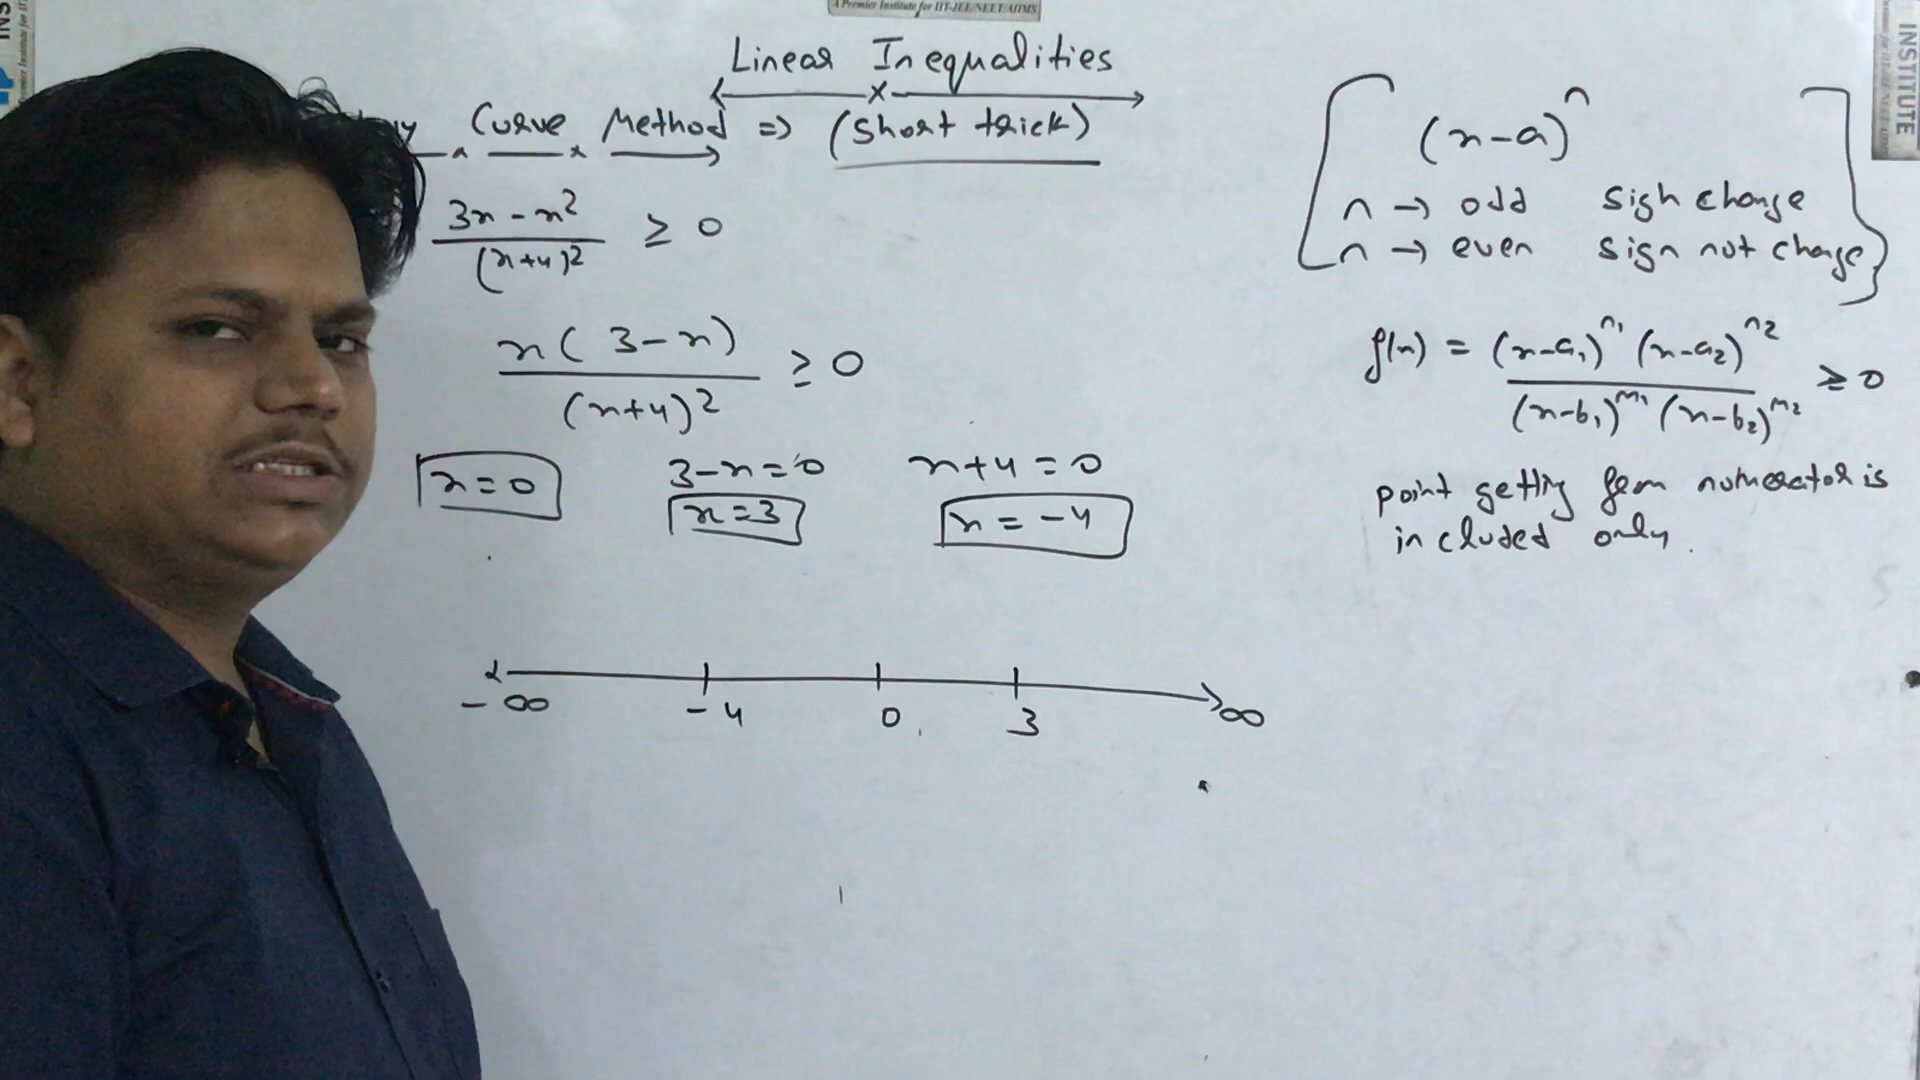 A Premier Institute for IIT-JEE/NEET/AIIMS
INSTITUTE
Linear Inequalities
Curve Method ⇒ (Short trick)
3x - x² / (x+4)² ≥ 0
x(3-x) / (x+4)² ≥ 0
x=0
3-x=0
x=3
x+4=0
x=-4
-∞ -4 0 3 ∞
(x-a)ⁿ
n → odd sigh change
n → even sign not change
f(x) = (x-a₁)ⁿ¹ (x-a₂)ⁿ² / (x-b₁)ᵐ¹ (x-b₂)ᵐ² ≥ 0
point getting from numerator is
included only.